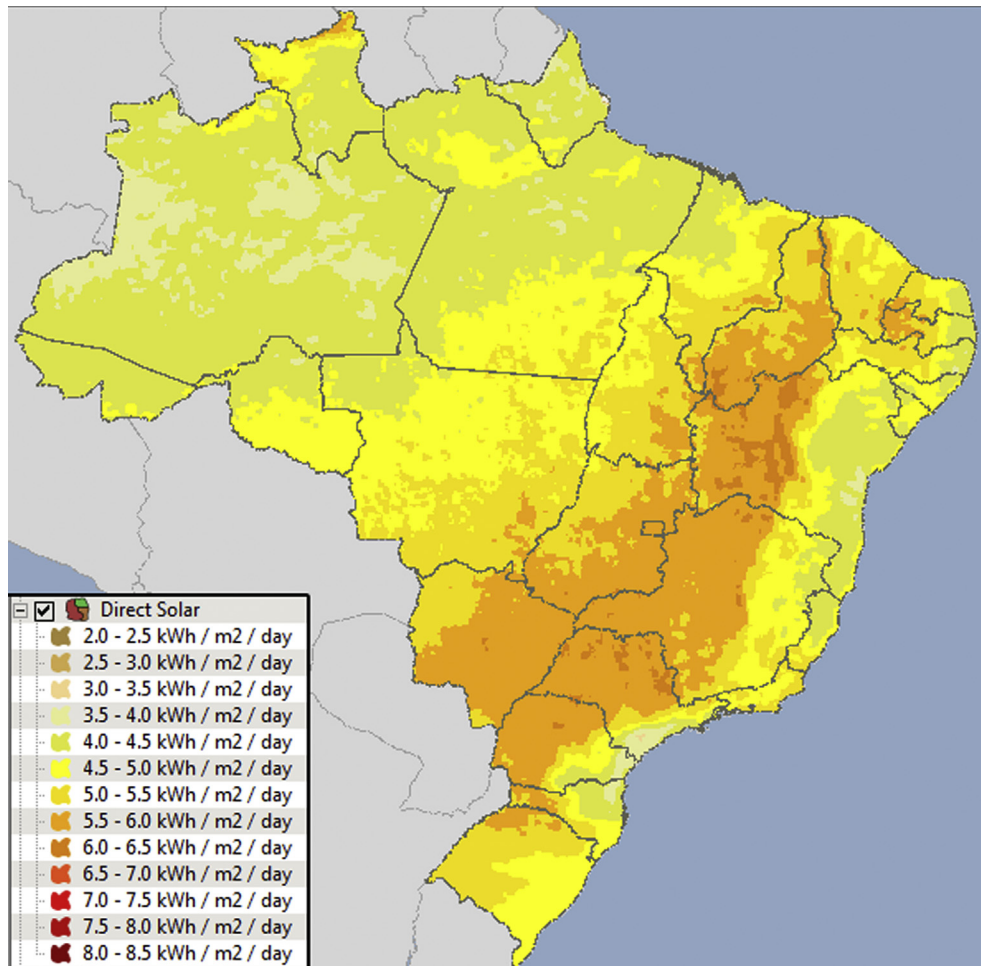 Direct Solar
2.0 - 2.5 kWh / m2 / day
2.5 - 3.0 kWh / m2 / day
3.0 - 3.5 kWh / m2 / day
3.5 - 4.0 kWh / m2 / day
4.0 - 4.5 kWh / m2 / day
4.5 - 5.0 kWh / m2 / day
5.0 - 5.5 kWh / m2 / day
5.5 - 6.0 kWh / m2 / day
6.0 - 6.5 kWh / m2 / day
6.5 - 7.0 kWh / m2 / day
7.0 - 7.5 kWh / m2 / day
7.5 - 8.0 kWh / m2 / day
8.0 - 8.5 kWh / m2 / day